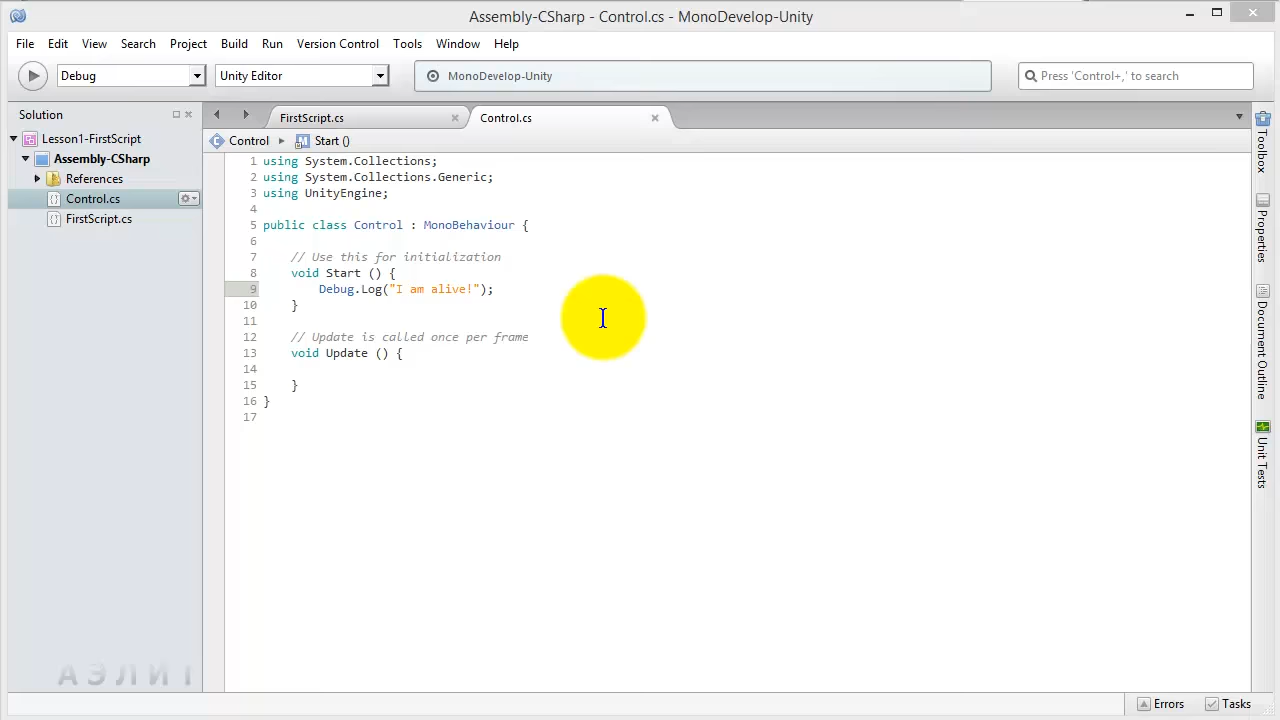 Assembly-CSharp - Control.cs - MonoDevelop-Unity
File Edit View Search Project Build Run Version Control Tools Window Help
Debug Unity Editor MonoDevelop-Unity Press 'Control+,' to search
Solution
FirstScript.cs Control.cs
Lesson1-FirstScript
Assembly-CSharp
References
Control.cs
FirstScript.cs
Control Start ()
1 using System.Collections;
2 using System.Collections.Generic;
3 using UnityEngine;
4
5 public class Control : MonoBehaviour {
6
7 // Use this for initialization
8 void Start () {
9 Debug.Log("I am alive!");
10 }
11
12 // Update is called once per frame
13 void Update () {
14
15 }
16 }
17
Toolbox
Properties
Document Outline
Unit Tests
Errors Tasks